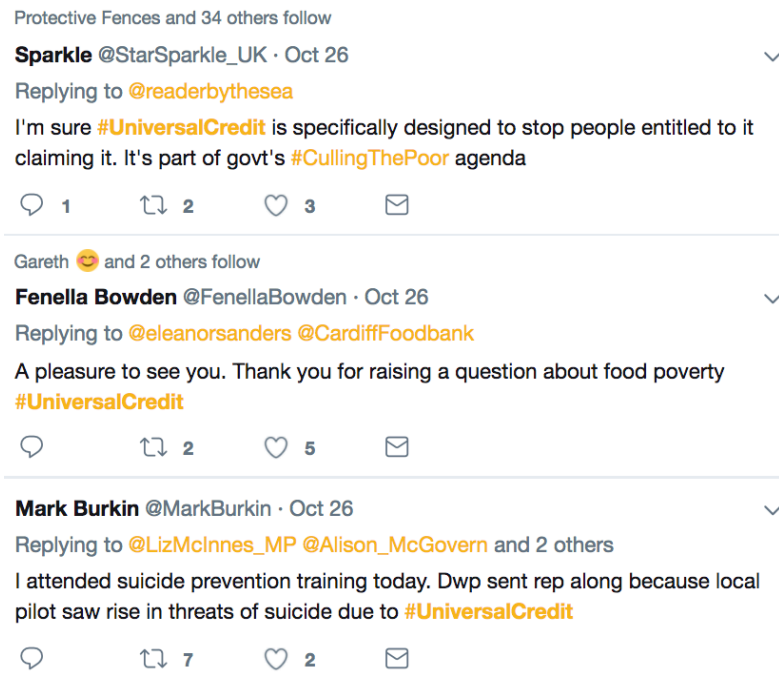 Protective Fences and 34 others follow
Sparkle @StarSparkle_UK · Oct 26
Replying to @readerbythesea
I'm sure #UniversalCredit is specifically designed to stop people entitled to it
claiming it. It's part of govt's #CullingThePoor agenda
1 2 3
Gareth 😊 and 2 others follow
Fenella Bowden @FenellaBowden · Oct 26
Replying to @eleanorsanders @CardiffFoodbank
A pleasure to see you. Thank you for raising a question about food poverty
#UniversalCredit
2 5
Mark Burkin @MarkBurkin · Oct 26
Replying to @LizMcInnes_MP @Alison_McGovern and 2 others
I attended suicide prevention training today. Dwp sent rep along because local
pilot saw rise in threats of suicide due to #UniversalCredit
7 2